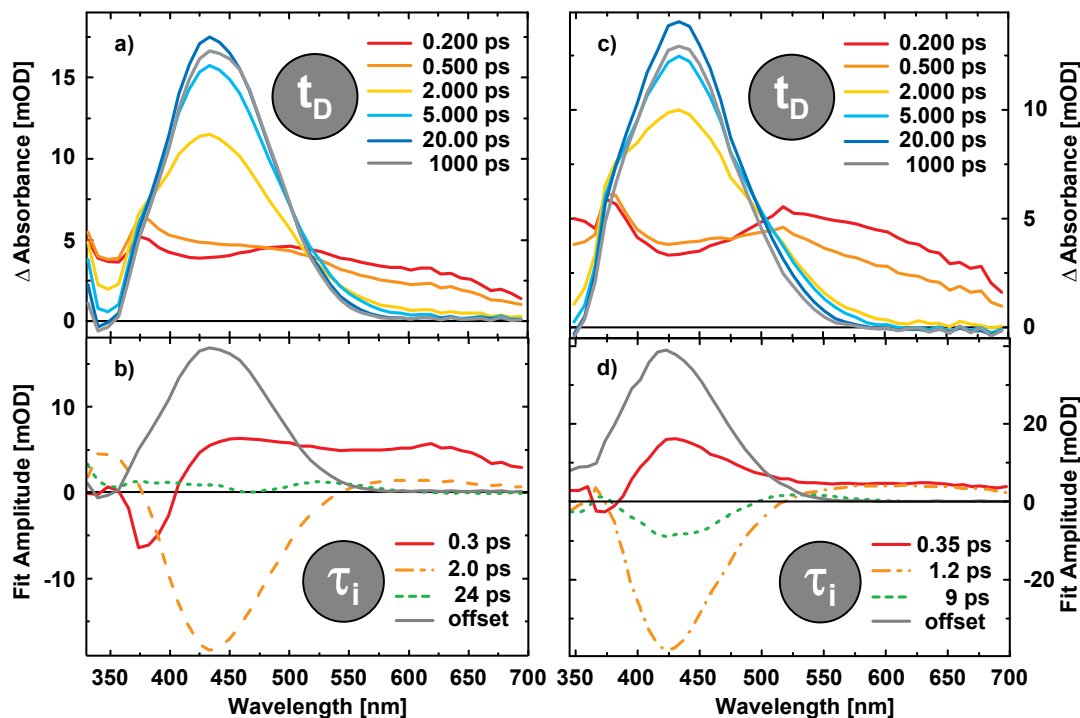 a)
t_D
0.200 ps
0.500 ps
2.000 ps
5.000 ps
20.00 ps
1000 ps
15
10
5
0
Δ Absorbance [mOD]
c)
t_D
0.200 ps
0.500 ps
2.000 ps
5.000 ps
20.00 ps
1000 ps
10
5
0
Δ Absorbance [mOD]
b)
τ_i
0.3 ps
2.0 ps
24 ps
offset
10
0
-10
Fit Amplitude [mOD]
350 400 450 500 550 600 650 700
Wavelength [nm]
d)
τ_i
0.35 ps
1.2 ps
9 ps
offset
20
0
-20
Fit Amplitude [mOD]
350 400 450 500 550 600 650 700
Wavelength [nm]